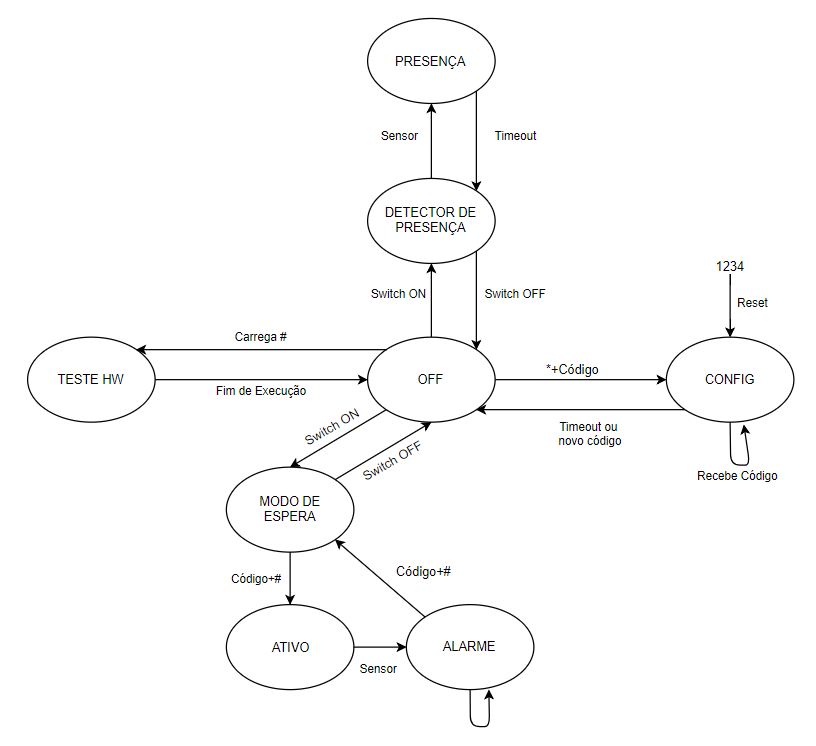 PRESENÇA
Sensor
Timeout
DETECTOR DE
PRESENÇA
1234
Switch ON
Switch OFF
Reset
Carrega #
TESTE HW
OFF
*+Código
CONFIG
Fim de Execução
Timeout ou
novo código
Switch ON
Switch OFF
Recebe Código
MODO DE
ESPERA
Código+#
Código+#
ATIVO
Sensor
ALARME